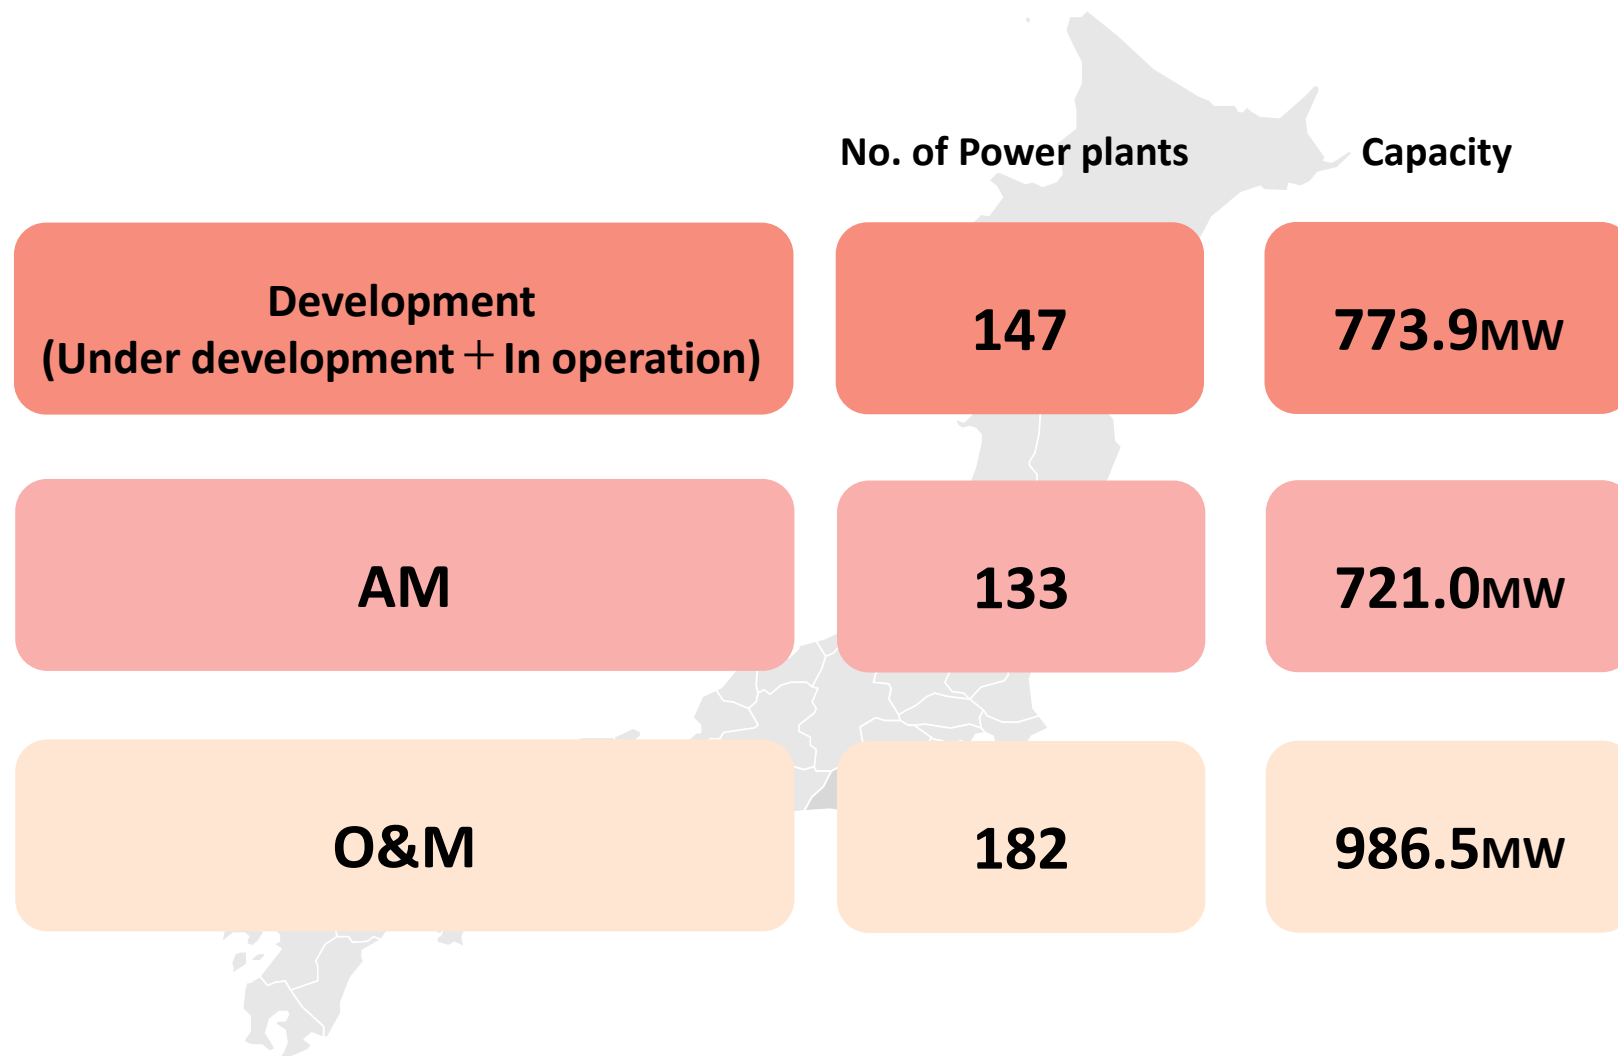 No. of Power plants Capacity
Development
(Under development＋In operation) 147 773.9MW
AM 133 721.0MW
O&M 182 986.5MW